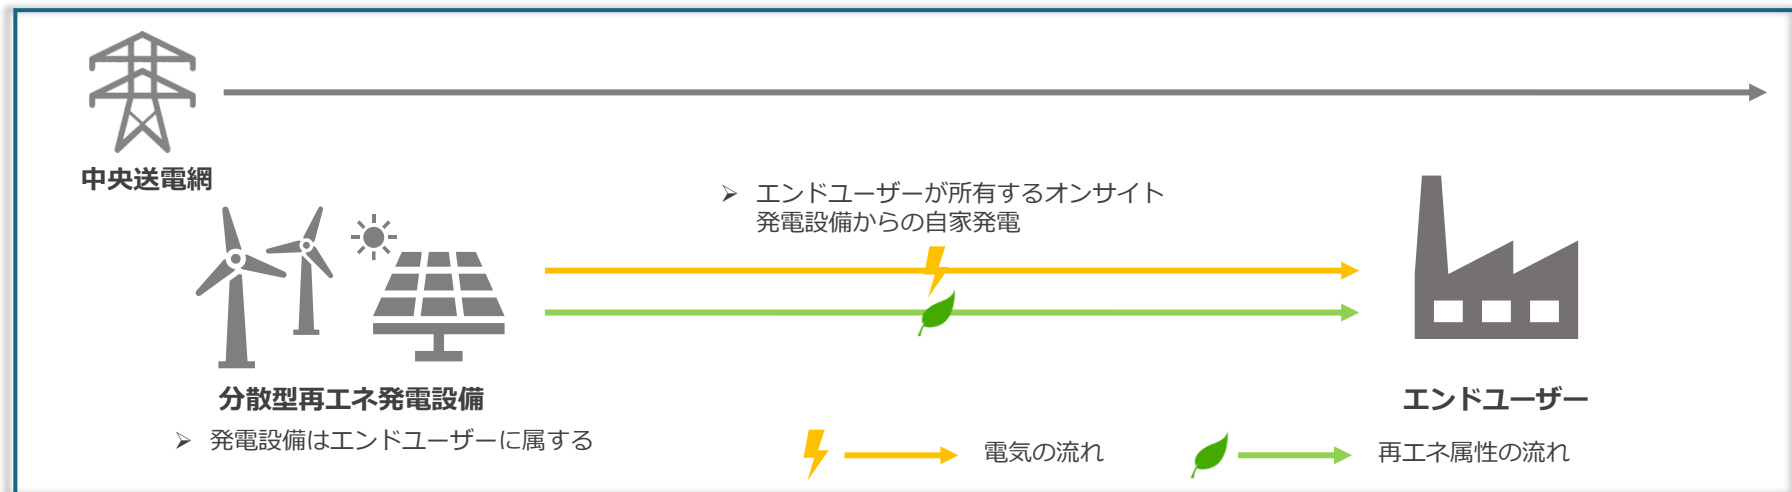 中央送電網
➢ エンドユーザーが所有するオンサイト
発電設備からの自家発電
分散型再エネ発電設備
➢ 発電設備はエンドユーザーに属する
エンドユーザー
電気の流れ
再エネ属性の流れ